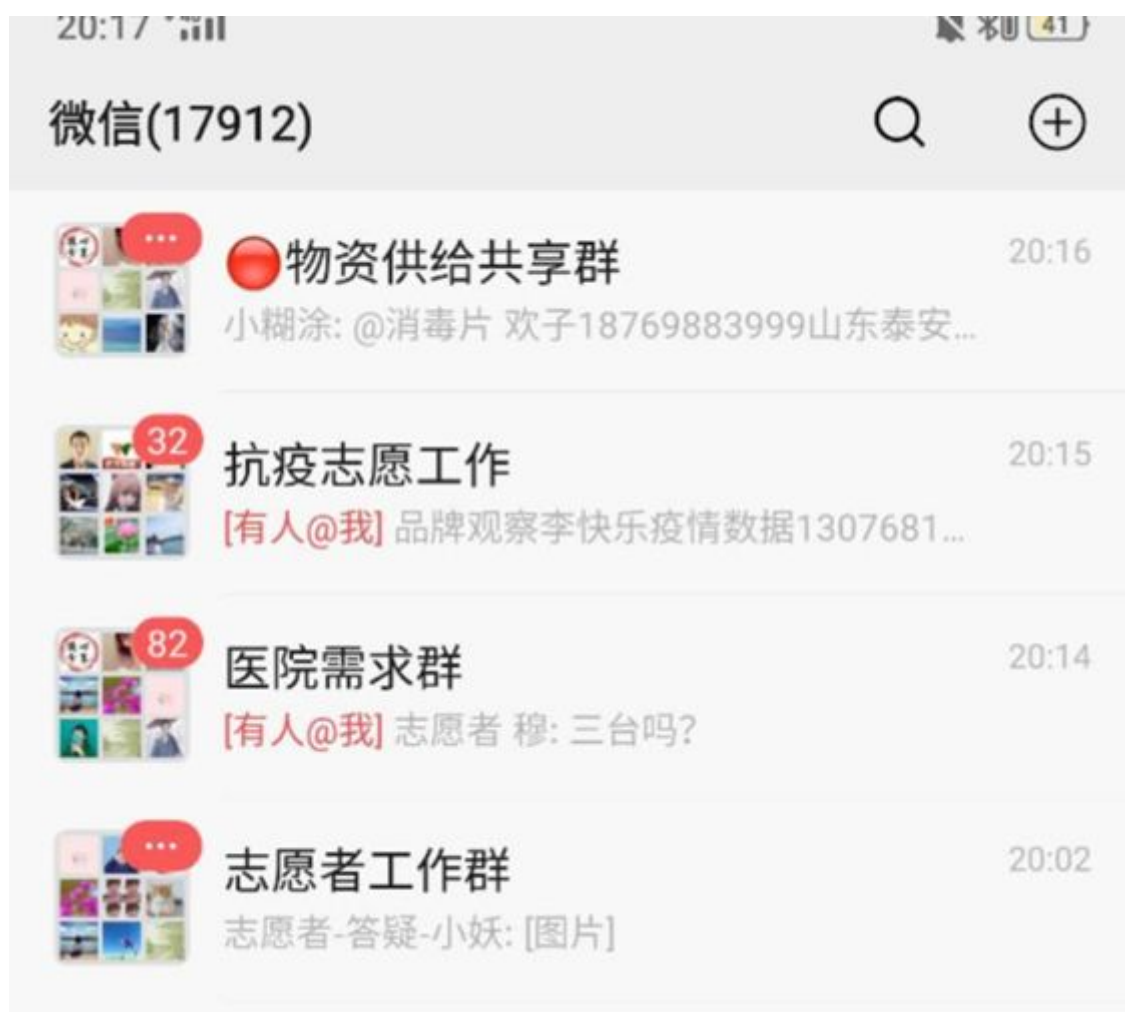 20:17
41
微信(17912)
物资供给共享群
20:16
小糊涂: @消毒片 欢子18769883999山东泰安...
32
抗疫志愿工作
20:15
[有人@我] 品牌观察李快乐疫情数据1307681...
82
医院需求群
20:14
[有人@我] 志愿者 穆: 三台吗?
志愿者工作群
20:02
志愿者-答疑-小妖: [图片]